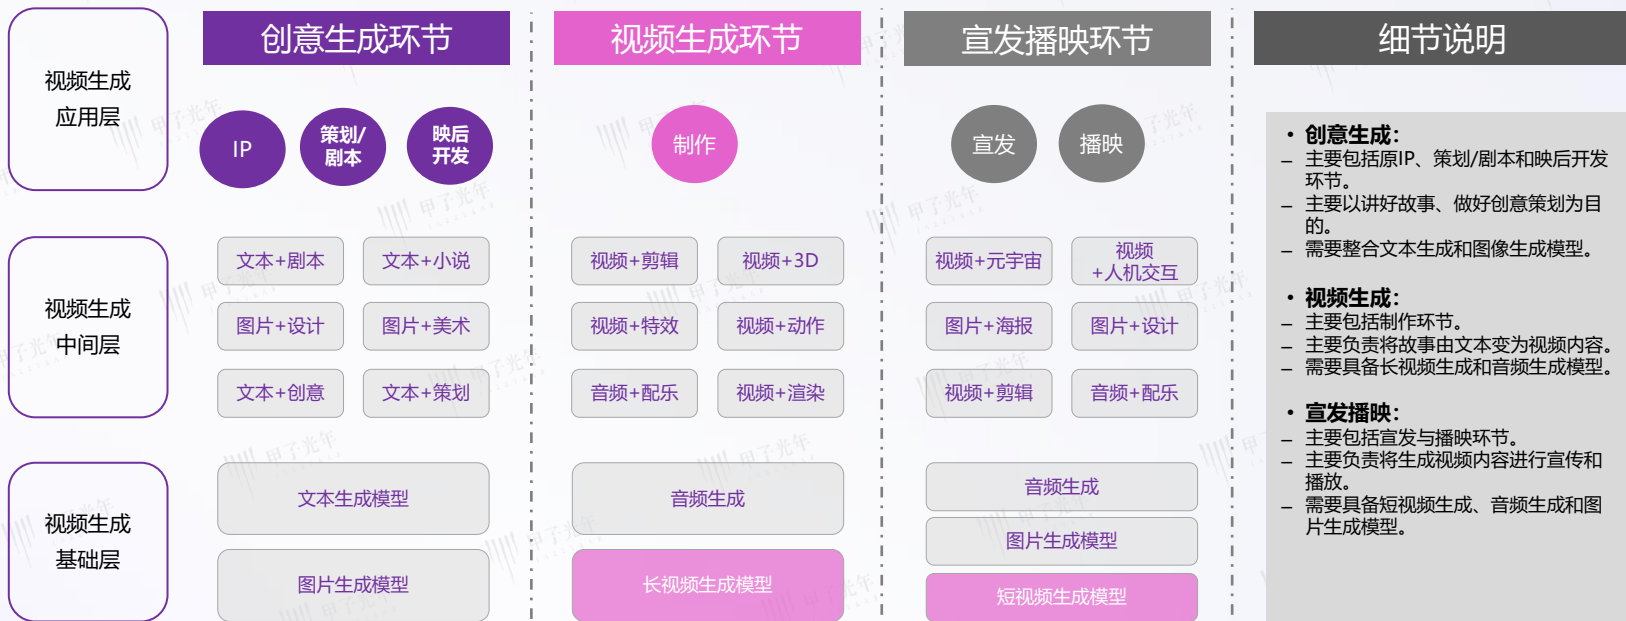 创意生成环节
视频生成环节
宣发播映环节
细节说明
视频生成
应用层
IP
策划/
剧本
映后
开发
制作
宣发
播映
视频生成
中间层
文本+剧本
文本+小说
图片+设计
图片+美术
文本+创意
文本+策划
视频+剪辑
视频+3D
视频+特效
视频+动作
音频+配乐
视频+渲染
视频+元宇宙
视频
+人机交互
图片+海报
图片+设计
视频+剪辑
音频+配乐
视频生成
基础层
文本生成模型
图片生成模型
音频生成
长视频生成模型
音频生成
图片生成模型
短视频生成模型
• 创意生成：
– 主要包括原IP、策划/剧本和映后开发
环节。
– 主要以讲好故事、做好创意策划为目
的。
– 需要整合文本生成和图像生成模型。
• 视频生成：
– 主要包括制作环节。
– 主要负责将故事由文本变为视频内容。
– 需要具备长视频生成和音频生成模型。
• 宣发播映：
– 主要包括宣发与播映环节。
– 主要负责将生成视频内容进行宣传和
播放。
– 需要具备短视频生成、音频生成和图
片生成模型。
甲子光年